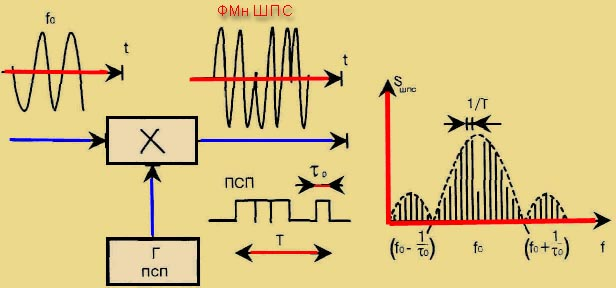 f₀
ФМн ШПС
t
t
X
Sшпс
1/T
ПСП
τ₀
T
Г
псп
(f₀ - 1/τ₀)
f₀
(f₀ + 1/τ₀)
f